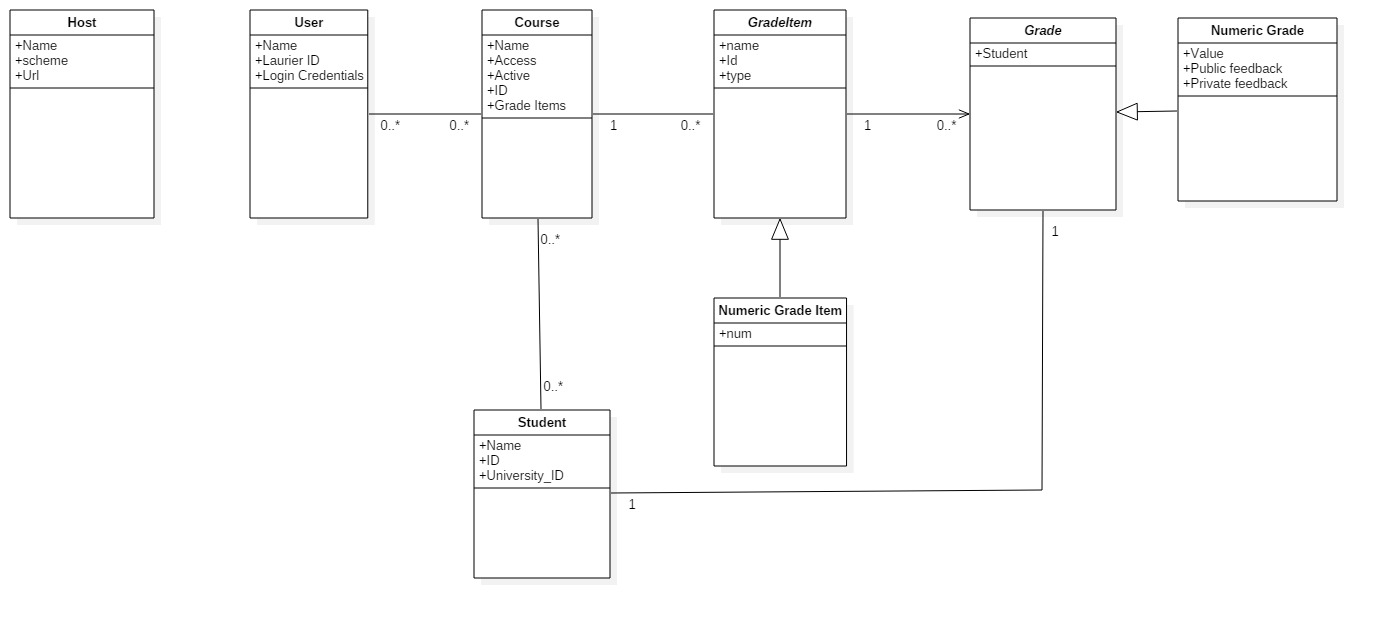 Host
+Name
+scheme
+Url
User
+Name
+Laurier ID
+Login Credentials
0..*
0..*
Course
+Name
+Access
+Active
+ID
+Grade Items
1
0..*
GradeItem
+name
+Id
+type
1
0..*
Grade
+Student
Numeric Grade
+Value
+Public feedback
+Private feedback
0..*
1
Numeric Grade Item
+num
0..*
Student
+Name
+ID
+University_ID
1